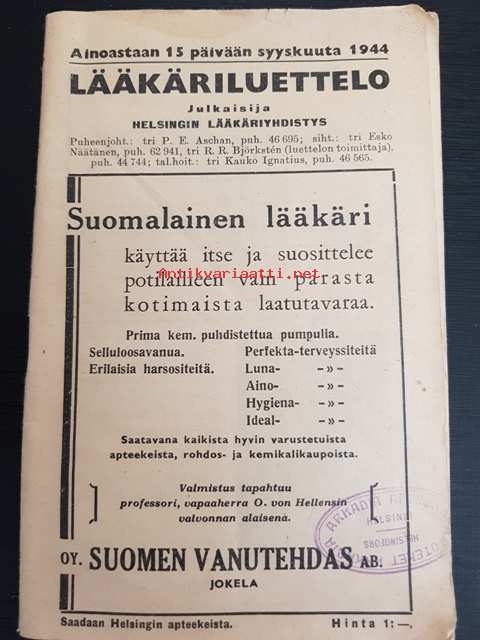 Ainoastaan 15 päivään syyskuuta 1944
LÄÄKÄRILUETTELO
Julkaisija
HELSINGIN LÄÄKÄRIYHDISTYS
Puheenjoht.: tri P. E. Aschan, puh. 46 695; siht.: tri Esko
Näätänen, puh. 62 941, tri R. R. Björkstén (luettelon toimittaja),
puh. 44 744; tal.hoit.: tri Kauko Ignatius, puh. 46 565.
Suomalainen lääkäri
käyttää itse ja suosittelee
Antikvariaatti.net
potilailleen vain parasta
kotimaista laatutavaraa.
Prima kem. puhdistettua pumpulia.
Selluloosavanua. Perfekta-terveyssiteitä
Erilaisia harsositeitä. Luna- -»-
Aino- -»-
Hygiena- -»-
Ideal- -»-
Saatavana kaikista hyvin varustetuista
apteekeista, rohdos- ja kemikalikaupoista.
Valmistus tapahtuu
professori, vapaaherra O. von Hellensin
valvonnan alaisena.
AKKADIA
HELSINKI
HELSINGFORS
APOTEKET
OY. SUOMEN VANUTEHDAS AB.
JOKELA
Saadaan Helsingin apteekeista. Hinta 1:—.